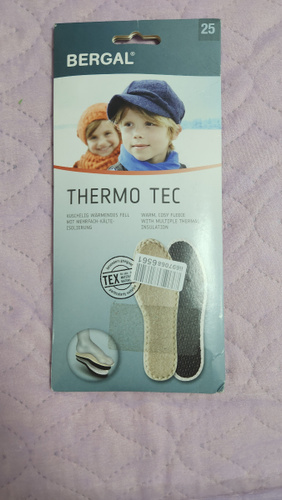 25
BERGAL®
THERMO TEC
KUSCHELIG WÄRMENDES FELL
MIT MEHRFACH-KÄLTE-
ISOLIERUNG
WARM, COSY FLEECE
WITH MULTIPLE THERMAL
INSULATION
TEX